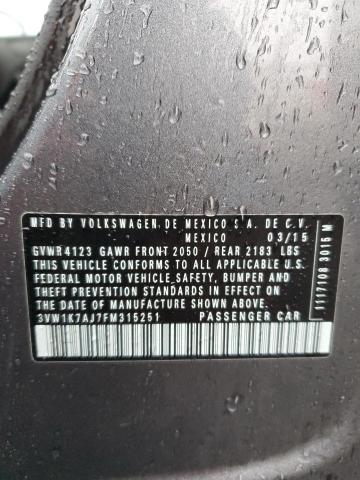 MFD BY VOLKSWAGEN DE MEXICO S.A. DE C.V.
MEXICO 03/15
GVWR 4123 GAWR FRONT 2050 / REAR 2183 LBS
THIS VEHICLE CONFORMS TO ALL APPLICABLE U.S.
FEDERAL MOTOR VEHICLE SAFETY, BUMPER AND
THEFT PREVENTION STANDARDS IN EFFECT ON
THE DATE OF MANUFACTURE SHOWN ABOVE.
3VW1K7AJ7FM315251 PASSENGER CAR